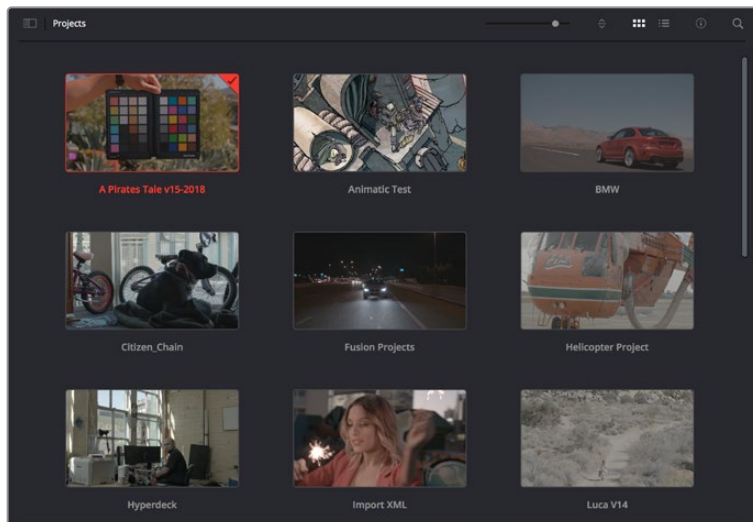 Projects
A Pirates Tale v15-2018
Animatic Test
BMW
Citizen_Chain
Fusion Projects
Helicopter Project
Hyperdeck
Import XML
Luca V14